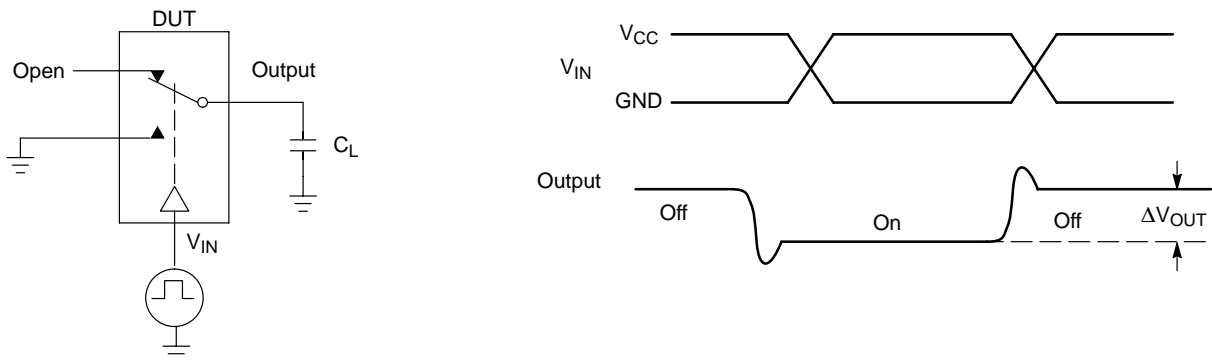 DUT
Open
Output
C_L
V_IN
V_CC
V_IN
GND
Output
Off
On
Off
ΔV_OUT